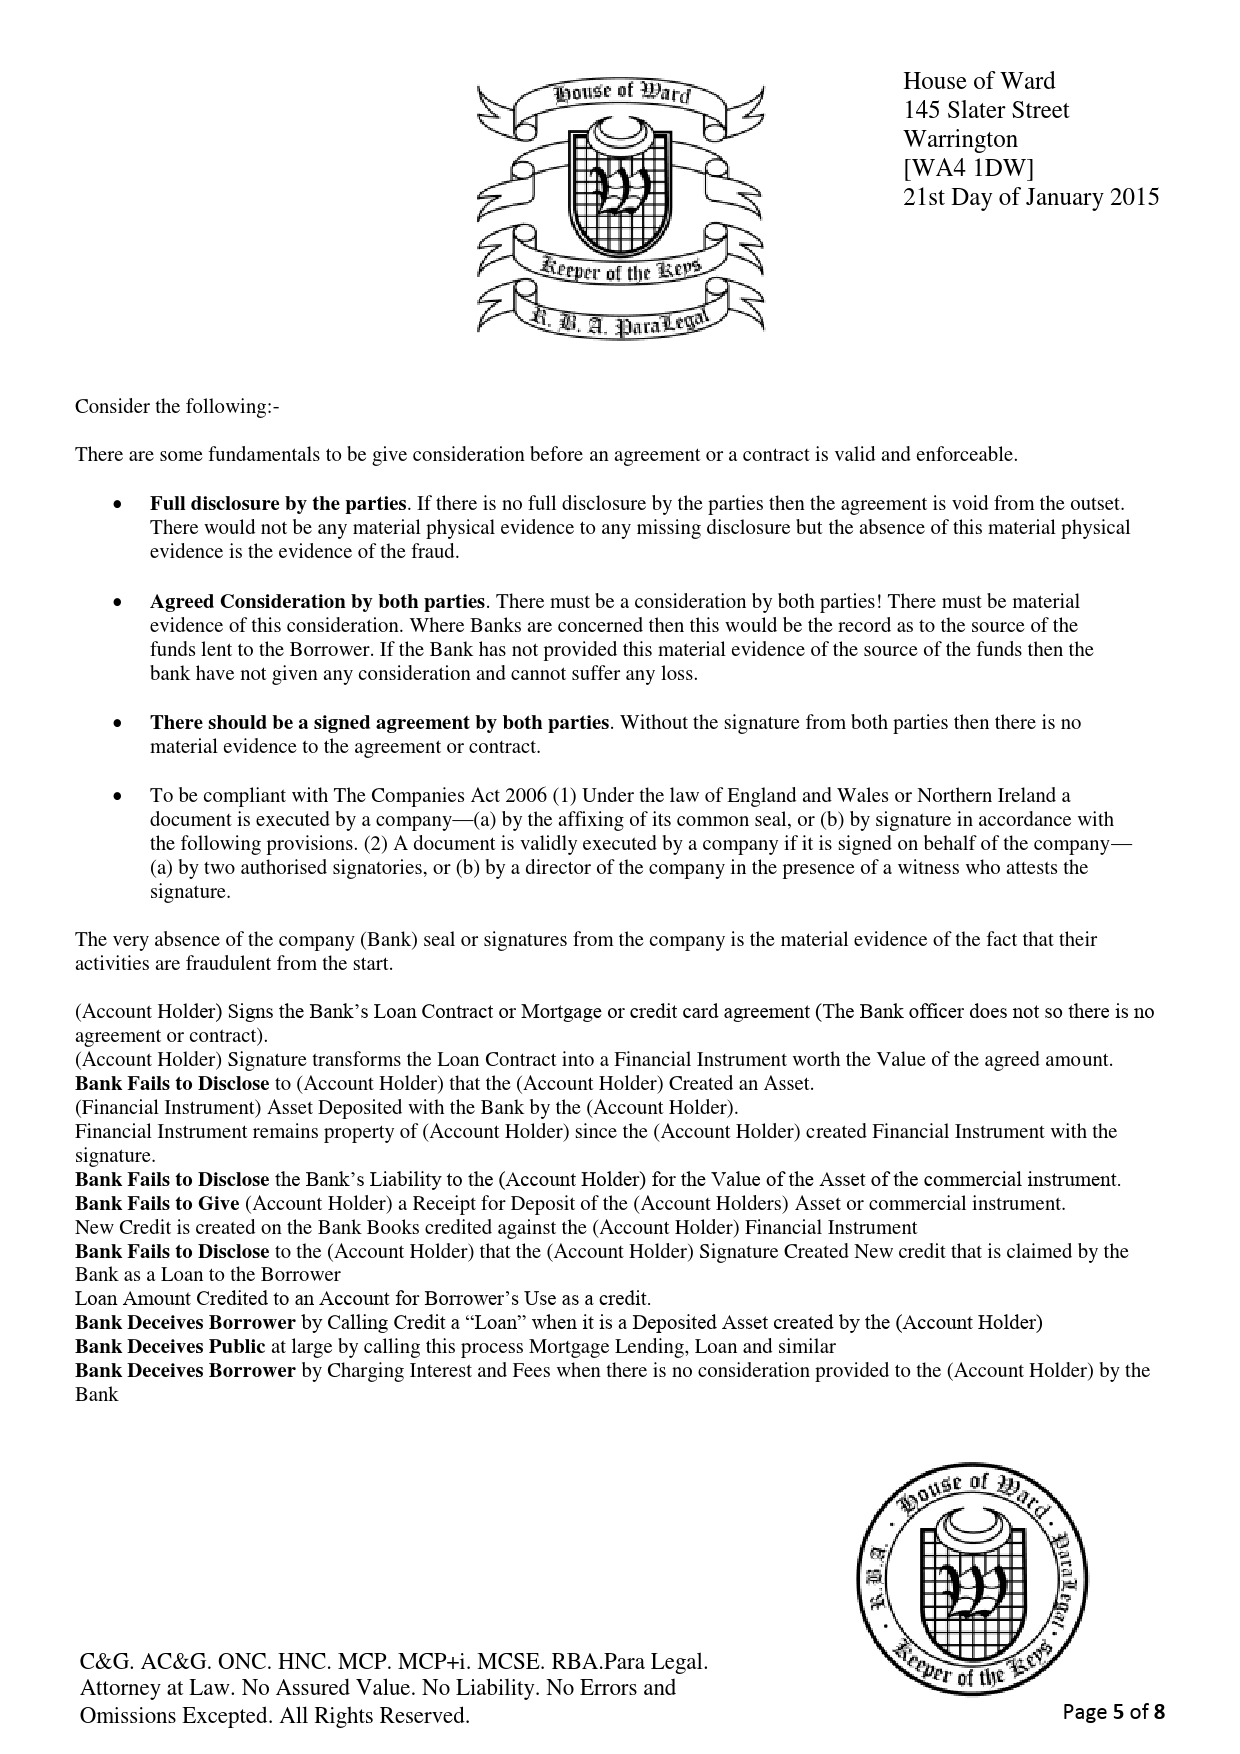 House of Ward
Keeper of the Keys
R. B. A. ParaLegal
House of Ward
145 Slater Street
Warrington
[WA4 1DW]
21st Day of January 2015
Consider the following:-
There are some fundamentals to be give consideration before an agreement or a contract is valid and enforceable.
• Full disclosure by the parties. If there is no full disclosure by the parties then the agreement is void from the outset.
There would not be any material physical evidence to any missing disclosure but the absence of this material physical
evidence is the evidence of the fraud.
• Agreed Consideration by both parties. There must be a consideration by both parties! There must be material
evidence of this consideration. Where Banks are concerned then this would be the record as to the source of the
funds lent to the Borrower. If the Bank has not provided this material evidence of the source of the funds then the
bank have not given any consideration and cannot suffer any loss.
• There should be a signed agreement by both parties. Without the signature from both parties then there is no
material evidence to the agreement or contract.
• To be compliant with The Companies Act 2006 (1) Under the law of England and Wales or Northern Ireland a
document is executed by a company—(a) by the affixing of its common seal, or (b) by signature in accordance with
the following provisions. (2) A document is validly executed by a company if it is signed on behalf of the company—
(a) by two authorised signatories, or (b) by a director of the company in the presence of a witness who attests the
signature.
The very absence of the company (Bank) seal or signatures from the company is the material evidence of the fact that their
activities are fraudulent from the start.
(Account Holder) Signs the Bank’s Loan Contract or Mortgage or credit card agreement (The Bank officer does not so there is no
agreement or contract).
(Account Holder) Signature transforms the Loan Contract into a Financial Instrument worth the Value of the agreed amount.
Bank Fails to Disclose to (Account Holder) that the (Account Holder) Created an Asset.
(Financial Instrument) Asset Deposited with the Bank by the (Account Holder).
Financial Instrument remains property of (Account Holder) since the (Account Holder) created Financial Instrument with the
signature.
Bank Fails to Disclose the Bank’s Liability to the (Account Holder) for the Value of the Asset of the commercial instrument.
Bank Fails to Give (Account Holder) a Receipt for Deposit of the (Account Holders) Asset or commercial instrument.
New Credit is created on the Bank Books credited against the (Account Holder) Financial Instrument
Bank Fails to Disclose to the (Account Holder) that the (Account Holder) Signature Created New credit that is claimed by the
Bank as a Loan to the Borrower
Loan Amount Credited to an Account for Borrower’s Use as a credit.
Bank Deceives Borrower by Calling Credit a “Loan” when it is a Deposited Asset created by the (Account Holder)
Bank Deceives Public at large by calling this process Mortgage Lending, Loan and similar
Bank Deceives Borrower by Charging Interest and Fees when there is no consideration provided to the (Account Holder) by the
Bank
House of Ward · ParaLegal · Keeper of the Keys · R.B.A. ·
W
C&G. AC&G. ONC. HNC. MCP. MCP+i. MCSE. RBA.Para Legal.
Attorney at Law. No Assured Value. No Liability. No Errors and
Omissions Excepted. All Rights Reserved.
Page 5 of 8